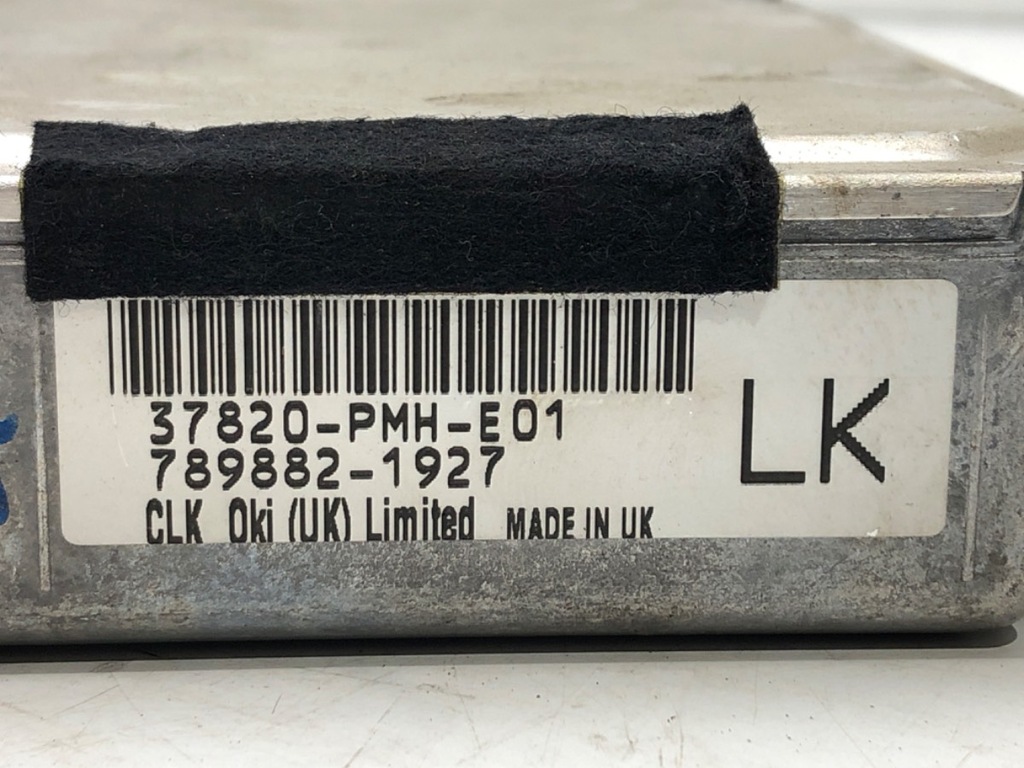 37820-PMH-E01
789882-1927
CLK Oki (UK) Limited MADE IN UK
LK